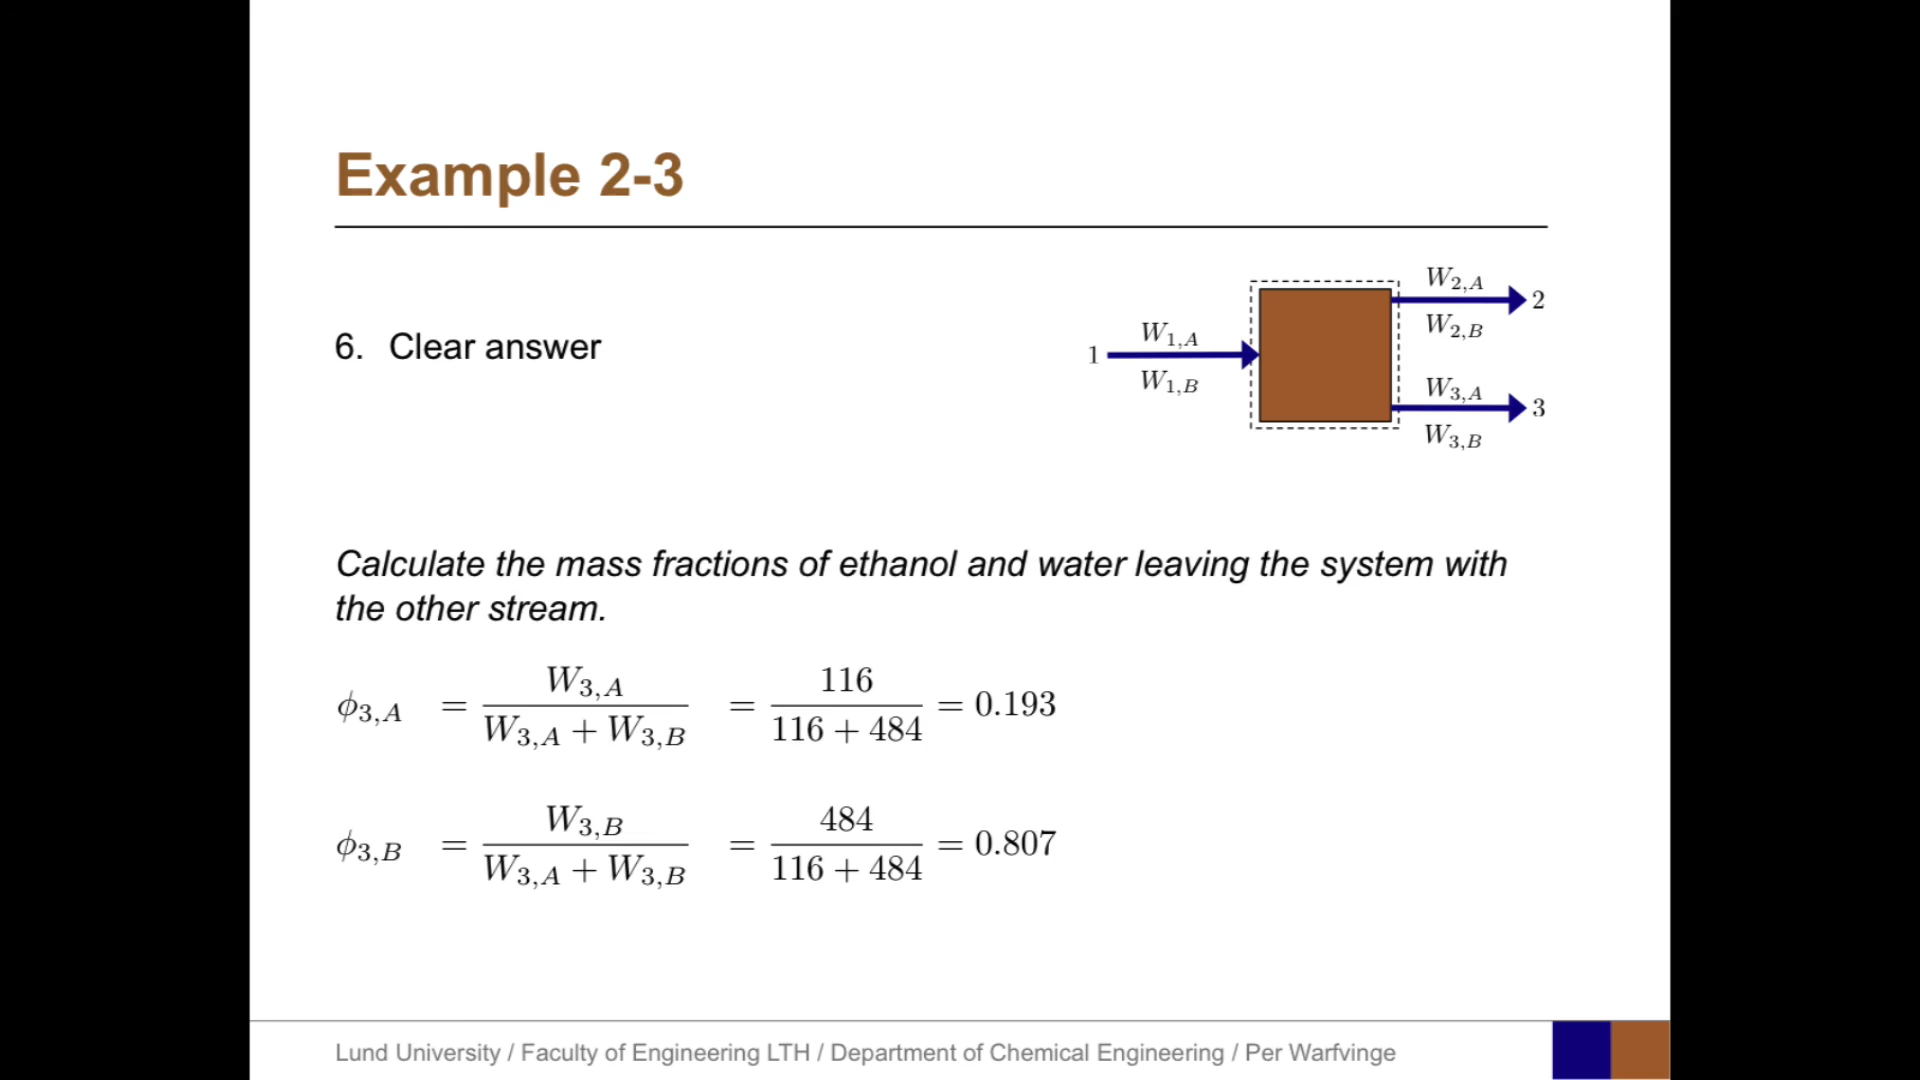 Example 2-3
6. Clear answer
1
W1,A
W1,B
W2,A
2
W2,B
W3,A
3
W3,B
Calculate the mass fractions of ethanol and water leaving the system with
the other stream.
ϕ3,A = W3,A / (W3,A + W3,B) = 116 / (116 + 484) = 0.193
ϕ3,B = W3,B / (W3,A + W3,B) = 484 / (116 + 484) = 0.807
Lund University / Faculty of Engineering LTH / Department of Chemical Engineering / Per Warfvinge